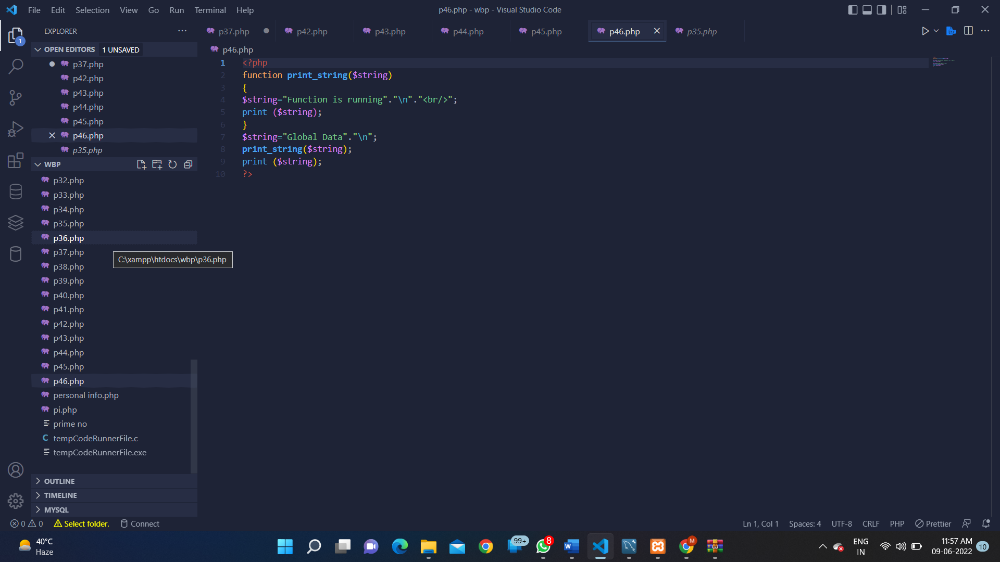 File Edit Selection View Go Run Terminal Help
p46.php - wbp - Visual Studio Code
EXPLORER
p37.php p42.php p43.php p44.php p45.php p46.php p35.php
1
OPEN EDITORS 1 UNSAVED
p37.php
p42.php
p43.php
p44.php
p45.php
p46.php
p35.php
WBP
p32.php
p33.php
p34.php
p35.php
p36.php
p37.php
C:\xampp\htdocs\wbp\p36.php
p38.php
p39.php
p40.php
p41.php
p42.php
p43.php
p44.php
p45.php
p46.php
personal info.php
pi.php
prime no
C tempCodeRunnerFile.c
tempCodeRunnerFile.exe
OUTLINE
TIMELINE
MYSQL
p46.php
1 <?php
2 function print_string($string)
3 {
4 $string="Function is running"."\n"."<br/>";
5 print ($string);
6 }
7 $string="Global Data"."\n";
8 print_string($string);
9 print ($string);
10 ?>
0 0 Select folder. Connect
Ln 1, Col 1 Spaces: 4 UTF-8 CRLF PHP Prettier
40°C
Haze
99+
8
W
M
ENG
IN
11:57 AM
09-06-2022
10